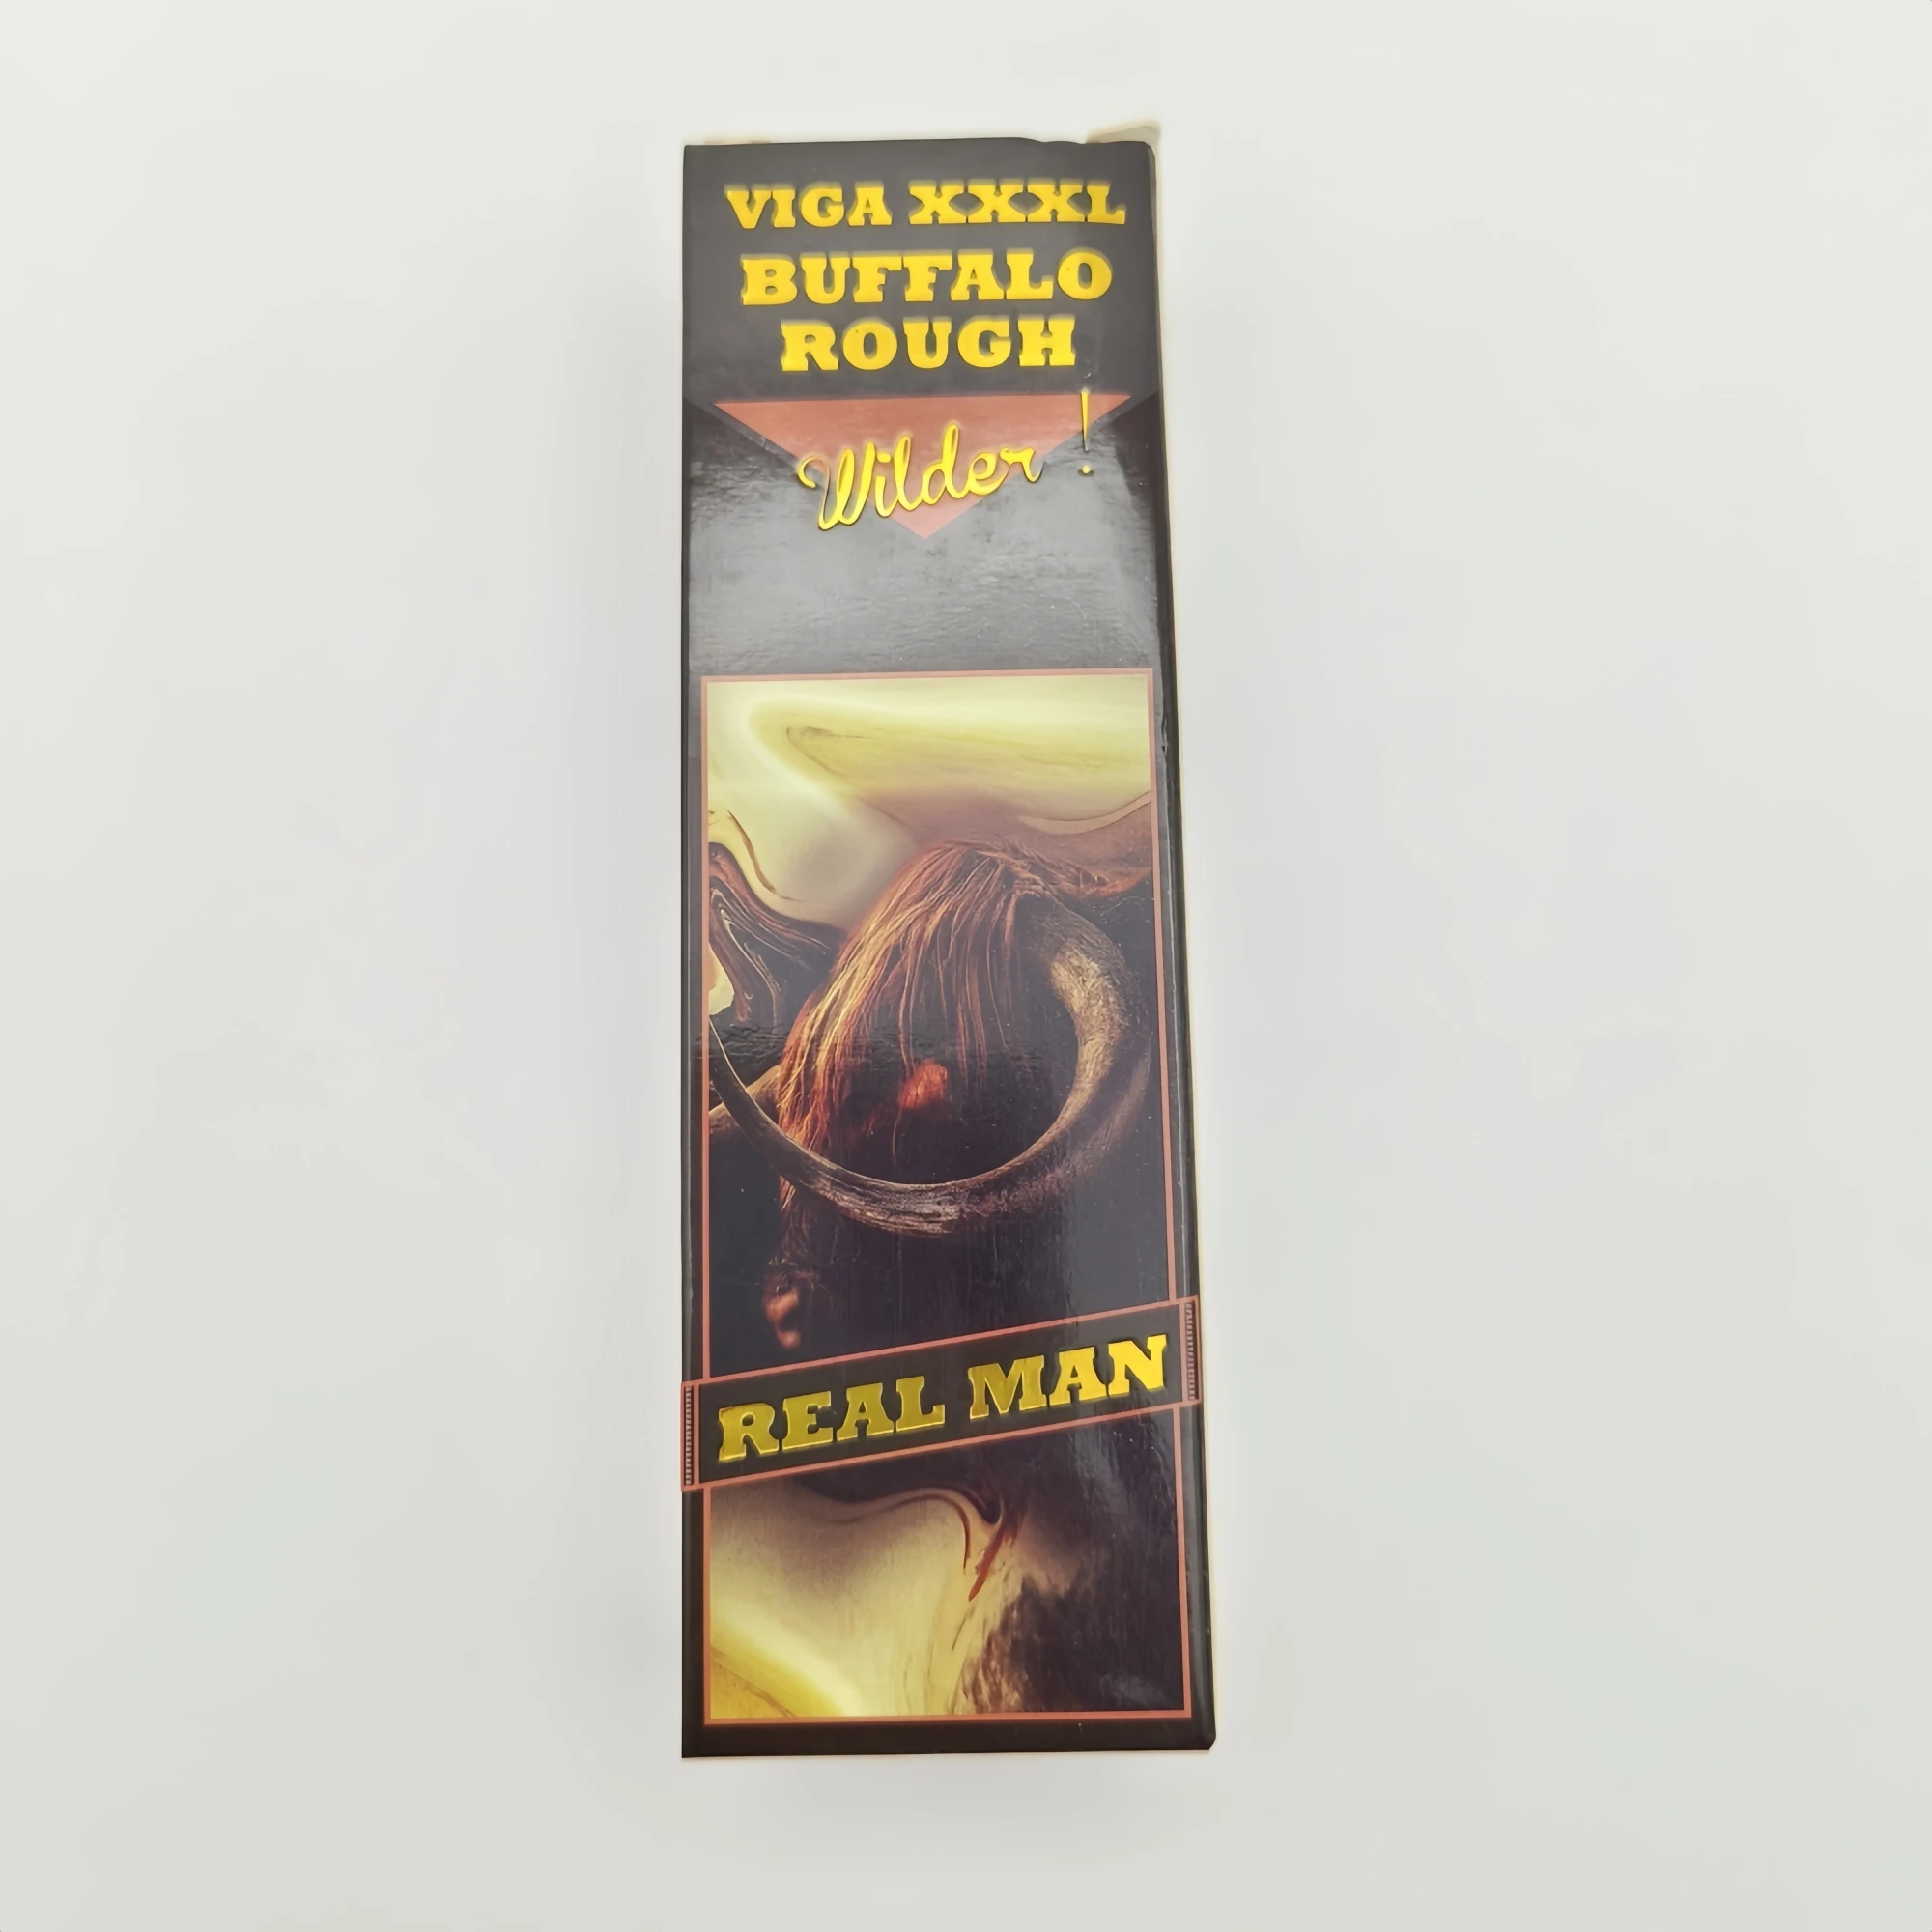 VIGA XXXL
BUFFALO
ROUGH
Wilder!
REAL MAN